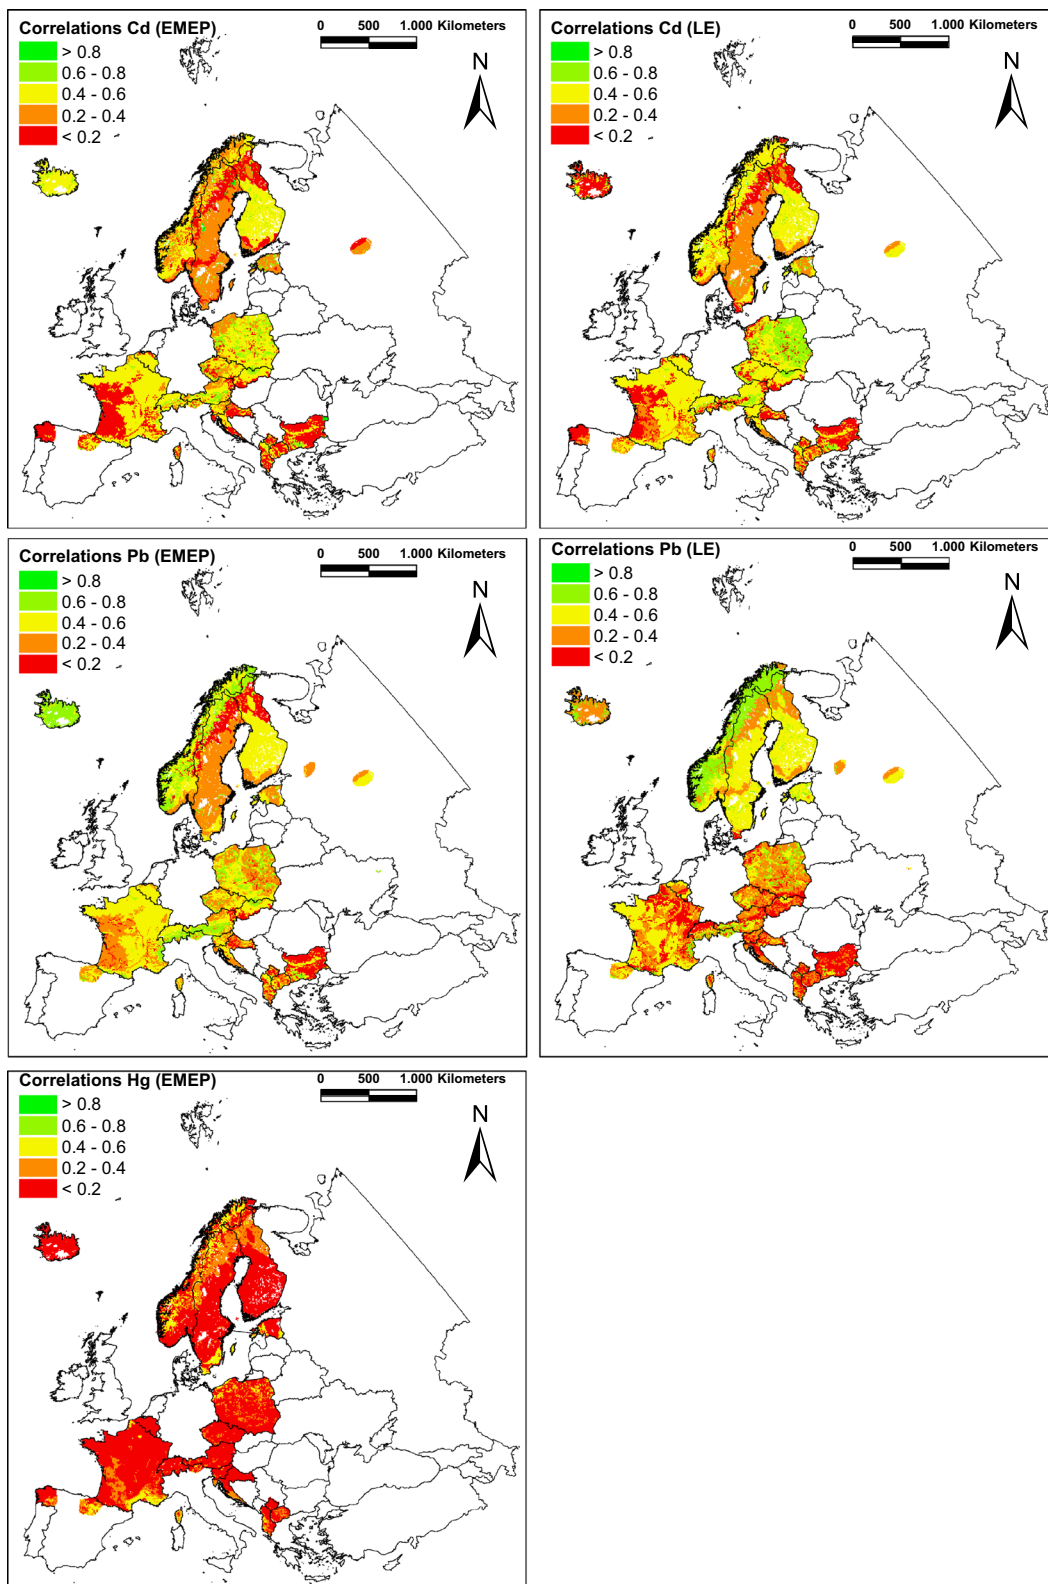 Correlations Cd (EMEP)
> 0.8
0.6 - 0.8
0.4 - 0.6
0.2 - 0.4
< 0.2
0 500 1.000 Kilometers
N
Correlations Cd (LE)
> 0.8
0.6 - 0.8
0.4 - 0.6
0.2 - 0.4
< 0.2
0 500 1.000 Kilometers
N
Correlations Pb (EMEP)
> 0.8
0.6 - 0.8
0.4 - 0.6
0.2 - 0.4
< 0.2
0 500 1.000 Kilometers
N
Correlations Pb (LE)
> 0.8
0.6 - 0.8
0.4 - 0.6
0.2 - 0.4
< 0.2
0 500 1.000 Kilometers
N
Correlations Hg (EMEP)
> 0.8
0.6 - 0.8
0.4 - 0.6
0.2 - 0.4
< 0.2
0 500 1.000 Kilometers
N